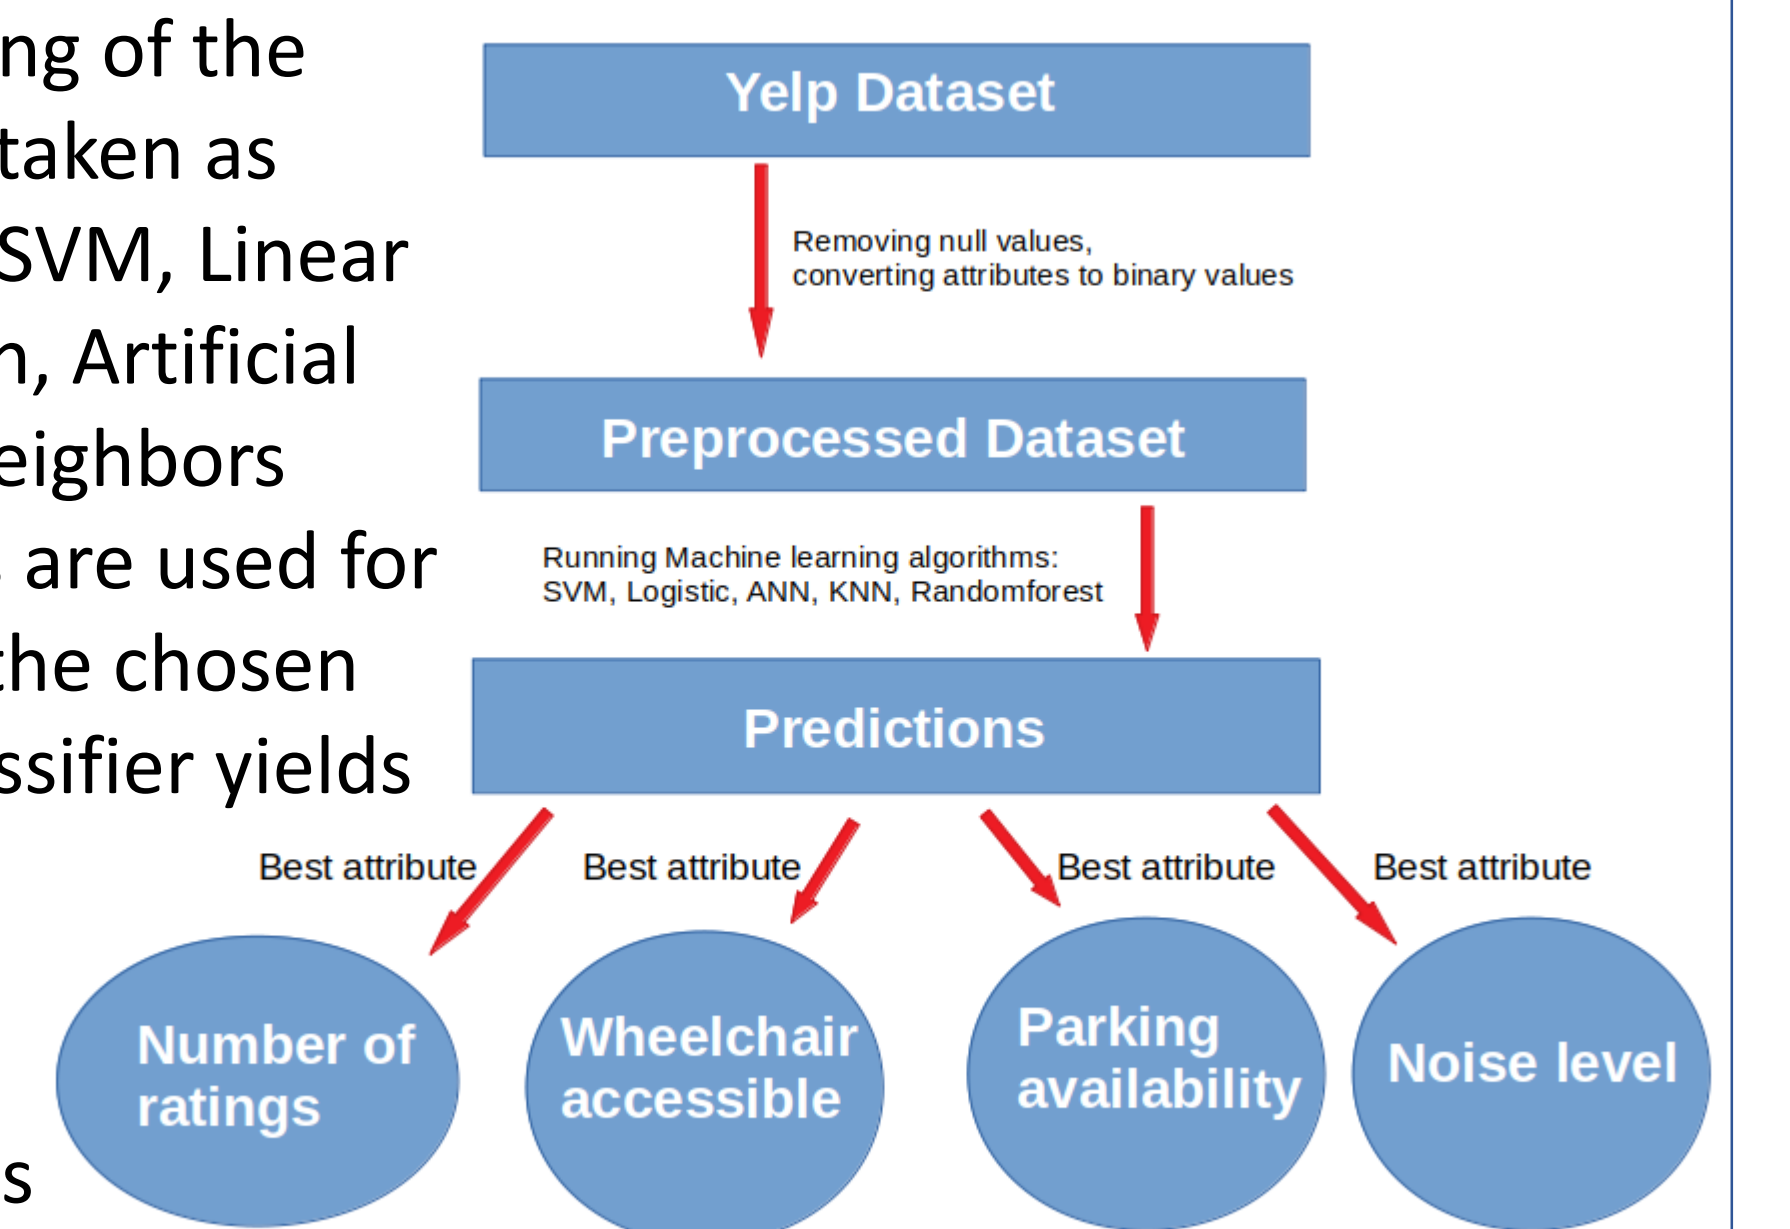 ng of the
taken as
SVM, Linear
n, Artificial
eighbors
are used for
the chosen
ssifier yields
s
Yelp Dataset
Removing null values,
converting attributes to binary values
Preprocessed Dataset
Running Machine learning algorithms:
SVM, Logistic, ANN, KNN, Randomforest
Predictions
Best attribute
Best attribute
Best attribute
Best attribute
Number of
ratings
Wheelchair
accessible
Parking
availability
Noise level